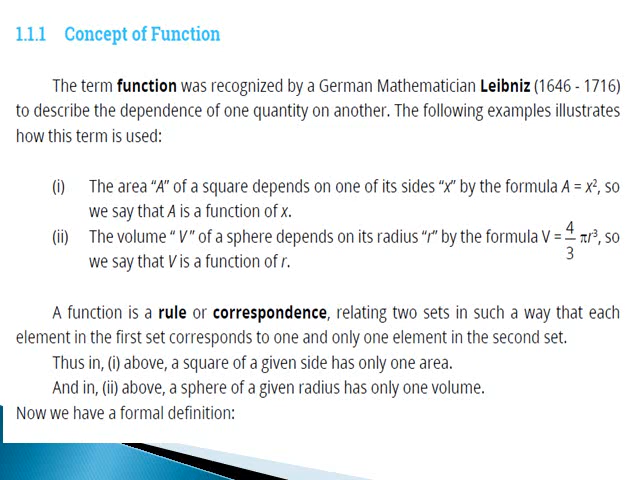 1.1.1 Concept of Function
The term function was recognized by a German Mathematician Leibniz (1646 - 1716)
to describe the dependence of one quantity on another. The following examples illustrates
how this term is used:
(i) The area “A” of a square depends on one of its sides “x” by the formula A = x², so
we say that A is a function of x.
(ii) The volume “ V ” of a sphere depends on its radius “r” by the formula V = 4/3 πr³, so
we say that V is a function of r.
A function is a rule or correspondence, relating two sets in such a way that each
element in the first set corresponds to one and only one element in the second set.
Thus in, (i) above, a square of a given side has only one area.
And in, (ii) above, a sphere of a given radius has only one volume.
Now we have a formal definition: